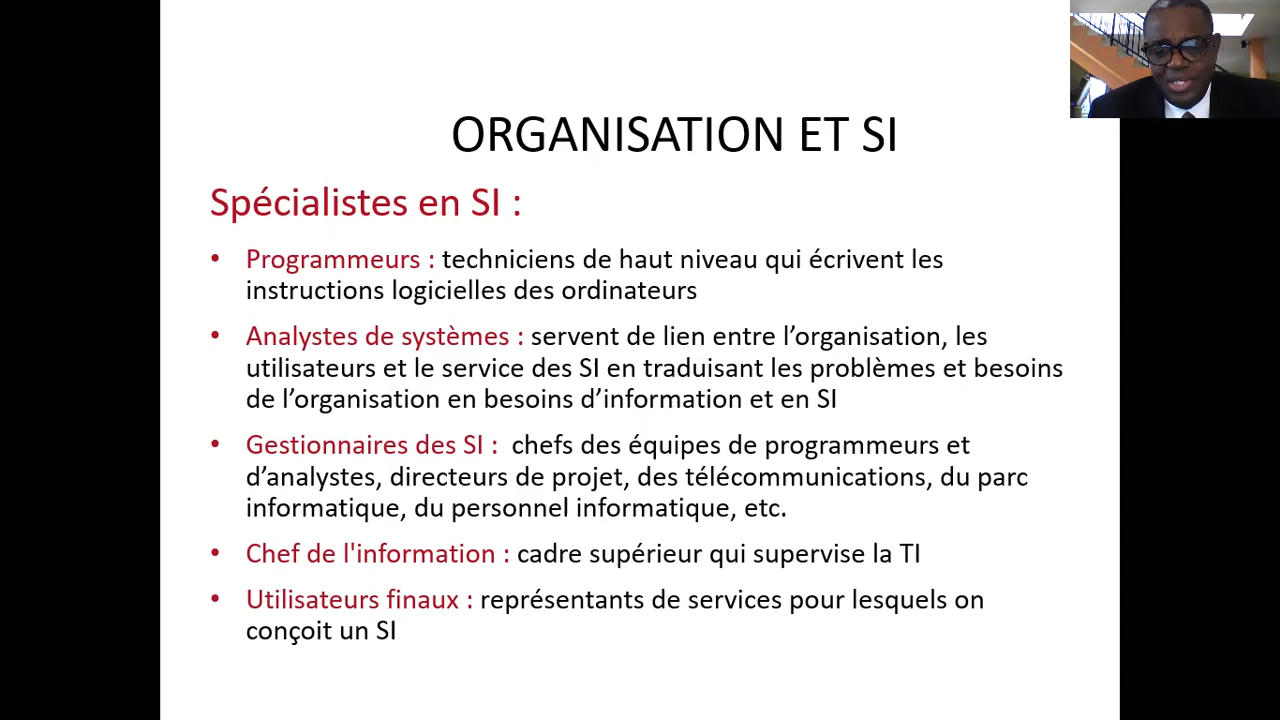 ORGANISATION ET SI
Spécialistes en SI :
• Programmeurs : techniciens de haut niveau qui écrivent les
instructions logicielles des ordinateurs
• Analystes de systèmes : servent de lien entre l’organisation, les
utilisateurs et le service des SI en traduisant les problèmes et besoins
de l’organisation en besoins d’information et en SI
• Gestionnaires des SI :  chefs des équipes de programmeurs et
d’analystes, directeurs de projet, des télécommunications, du parc
informatique, du personnel informatique, etc.
• Chef de l'information : cadre supérieur qui supervise la TI
• Utilisateurs finaux : représentants de services pour lesquels on
conçoit un SI